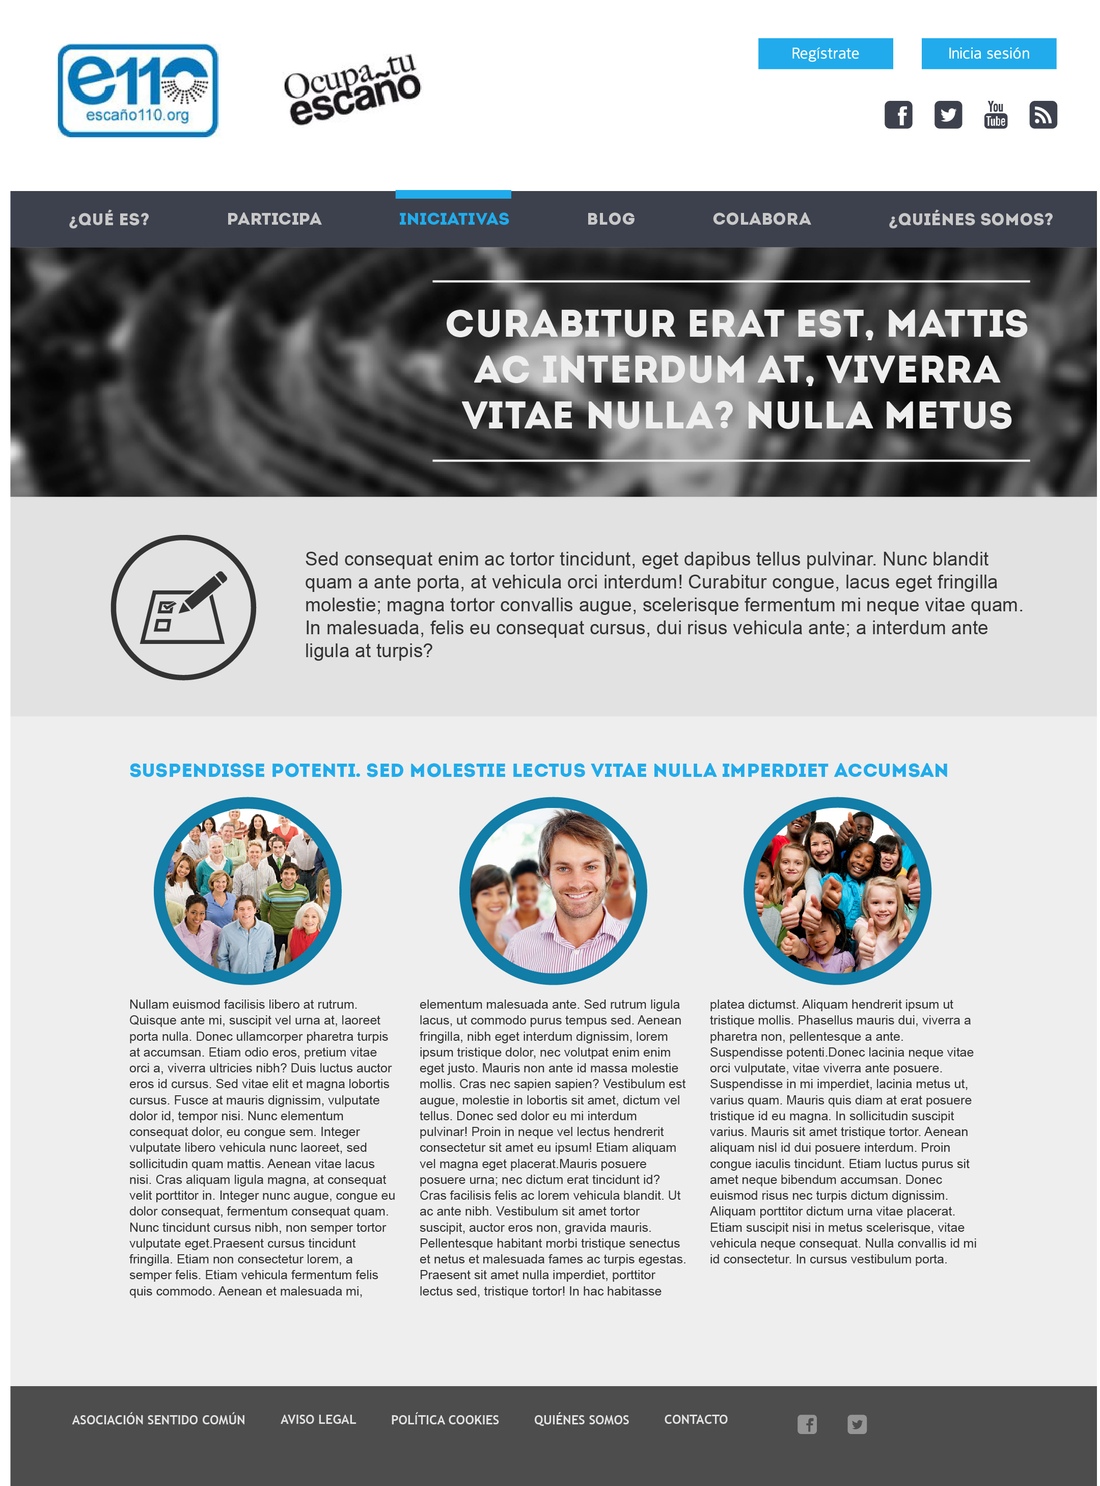 e110
escaño110.org
Ocupa tu
escaño
Regístrate
Inicia sesión
You
Tube
¿QUÉ ES?
PARTICIPA
INICIATIVAS
BLOG
COLABORA
¿QUIÉNES SOMOS?
CURABITUR ERAT EST, MATTIS
AC INTERDUM AT, VIVERRA
VITAE NULLA? NULLA METUS
Sed consequat enim ac tortor tincidunt, eget dapibus tellus pulvinar. Nunc blandit
quam a ante porta, at vehicula orci interdum! Curabitur congue, lacus eget fringilla
molestie; magna tortor convallis augue, scelerisque fermentum mi neque vitae quam.
In malesuada, felis eu consequat cursus, dui risus vehicula ante; a interdum ante
ligula at turpis?
SUSPENDISSE POTENTI. SED MOLESTIE LECTUS VITAE NULLA IMPERDIET ACCUMSAN
Nullam euismod facilisis libero at rutrum.
Quisque ante mi, suscipit vel urna at, laoreet
porta nulla. Donec ullamcorper pharetra turpis
at accumsan. Etiam odio eros, pretium vitae
orci a, viverra ultricies nibh? Duis luctus auctor
eros id cursus. Sed vitae elit et magna lobortis
cursus. Fusce at mauris dignissim, vulputate
dolor id, tempor nisi. Nunc elementum
consequat dolor, eu congue sem. Integer
vulputate libero vehicula nunc laoreet, sed
sollicitudin quam mattis. Aenean vitae lacus
nisi. Cras aliquam ligula magna, at consequat
velit porttitor in. Integer nunc augue, congue eu
dolor consequat, fermentum consequat quam.
Nunc tincidunt cursus nibh, non semper tortor
vulputate eget.Praesent cursus tincidunt
fringilla. Etiam non consectetur lorem, a
semper felis. Etiam vehicula fermentum felis
quis commodo. Aenean et malesuada mi,
elementum malesuada ante. Sed rutrum ligula
lacus, ut commodo purus tempus sed. Aenean
fringilla, nibh eget interdum dignissim, lorem
ipsum tristique dolor, nec volutpat enim enim
eget justo. Mauris non ante id massa molestie
mollis. Cras nec sapien sapien? Vestibulum est
augue, molestie in lobortis sit amet, dictum vel
tellus. Donec sed dolor eu mi interdum
pulvinar! Proin in neque vel lectus hendrerit
consectetur sit amet eu ipsum! Etiam aliquam
vel magna eget placerat.Mauris posuere
posuere urna; nec dictum erat tincidunt id?
Cras facilisis felis ac lorem vehicula blandit. Ut
ac ante nibh. Vestibulum sit amet tortor
suscipit, auctor eros non, gravida mauris.
Pellentesque habitant morbi tristique senectus
et netus et malesuada fames ac turpis egestas.
Praesent sit amet nulla imperdiet, porttitor
lectus sed, tristique tortor! In hac habitasse
platea dictumst. Aliquam hendrerit ipsum ut
tristique mollis. Phasellus mauris dui, viverra a
pharetra non, pellentesque a ante.
Suspendisse potenti.Donec lacinia neque vitae
orci vulputate, vitae viverra ante posuere.
Suspendisse in mi imperdiet, lacinia metus ut,
varius quam. Mauris quis diam at erat posuere
tristique id eu magna. In sollicitudin suscipit
varius. Mauris sit amet tristique tortor. Aenean
aliquam nisl id dui posuere interdum. Proin
congue iaculis tincidunt. Etiam luctus purus sit
amet neque bibendum accumsan. Donec
euismod risus nec turpis dictum dignissim.
Aliquam porttitor dictum urna vitae placerat.
Etiam suscipit nisi in metus scelerisque, vitae
vehicula neque consequat. Nulla convallis id mi
id consectetur. In cursus vestibulum porta.
ASOCIACIÓN SENTIDO COMÚN
AVISO LEGAL
POLÍTICA COOKIES
QUIÉNES SOMOS
CONTACTO